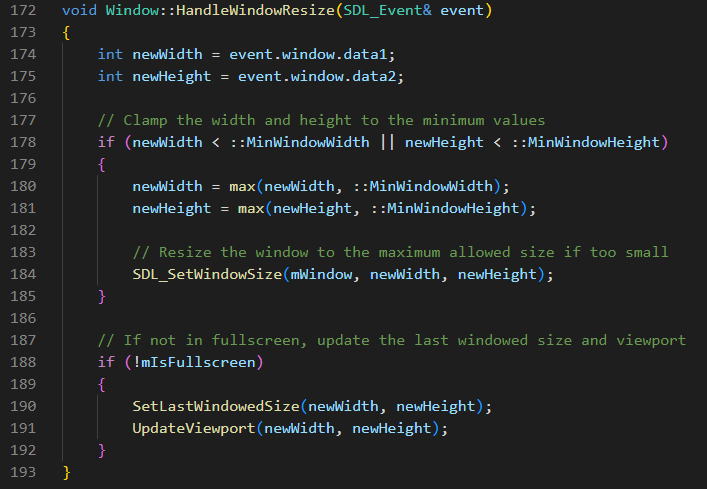 172 void Window::HandleWindowResize(SDL_Event& event)
173 {
174     int newWidth = event.window.data1;
175     int newHeight = event.window.data2;
176
177     // Clamp the width and height to the minimum values
178     if (newWidth < ::MinWindowWidth || newHeight < ::MinWindowHeight)
179     {
180         newWidth = max(newWidth, ::MinWindowWidth);
181         newHeight = max(newHeight, ::MinWindowHeight);
182
183         // Resize the window to the maximum allowed size if too small
184         SDL_SetWindowSize(mWindow, newWidth, newHeight);
185     }
186
187     // If not in fullscreen, update the last windowed size and viewport
188     if (!mIsFullscreen)
189     {
190         SetLastWindowedSize(newWidth, newHeight);
191         UpdateViewport(newWidth, newHeight);
192     }
193 }